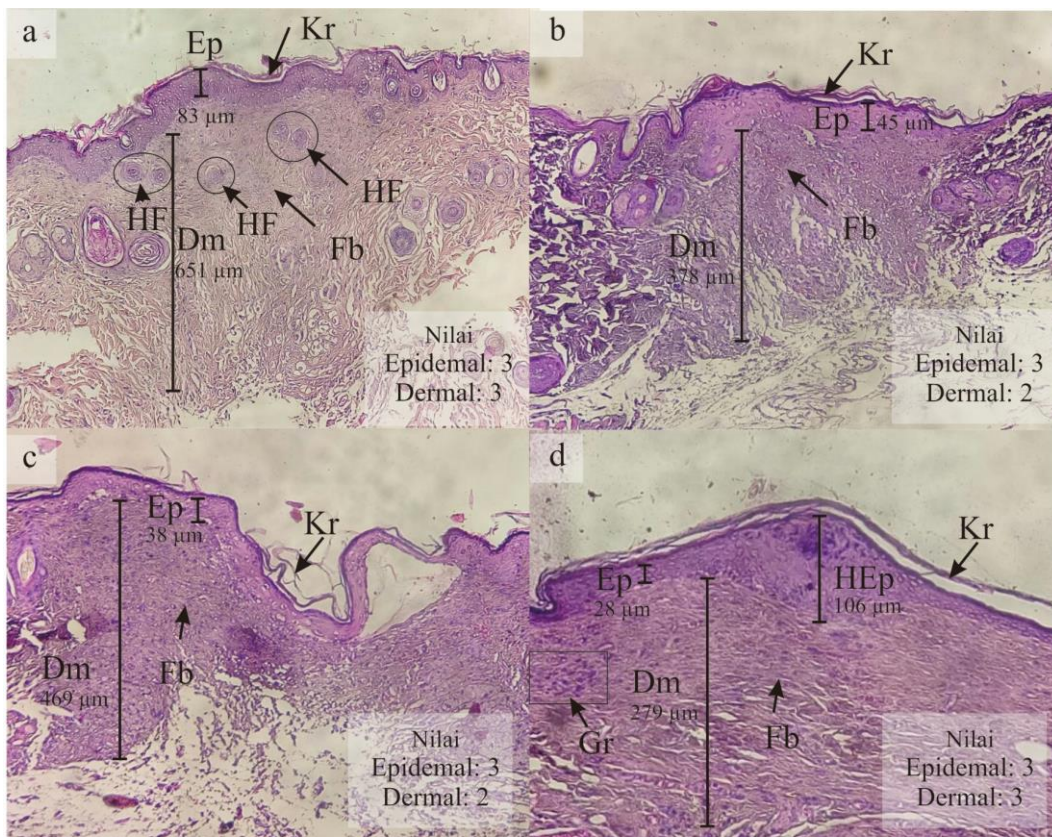 a
Ep
Kr
83 µm
HF
HF
HF
Dm
651 µm
Fb
Nilai
Epidemal: 3
Dermal: 3
b
Kr
Ep
45 µm
Dm
378 µm
Fb
Nilai
Epidemal: 3
Dermal: 2
c
Ep
38 µm
Kr
Dm
469 µm
Fb
Nilai
Epidemal: 3
Dermal: 2
d
Kr
Ep
28 µm
HEp
106 µm
Dm
279 µm
Gr
Fb
Nilai
Epidemal: 3
Dermal: 3